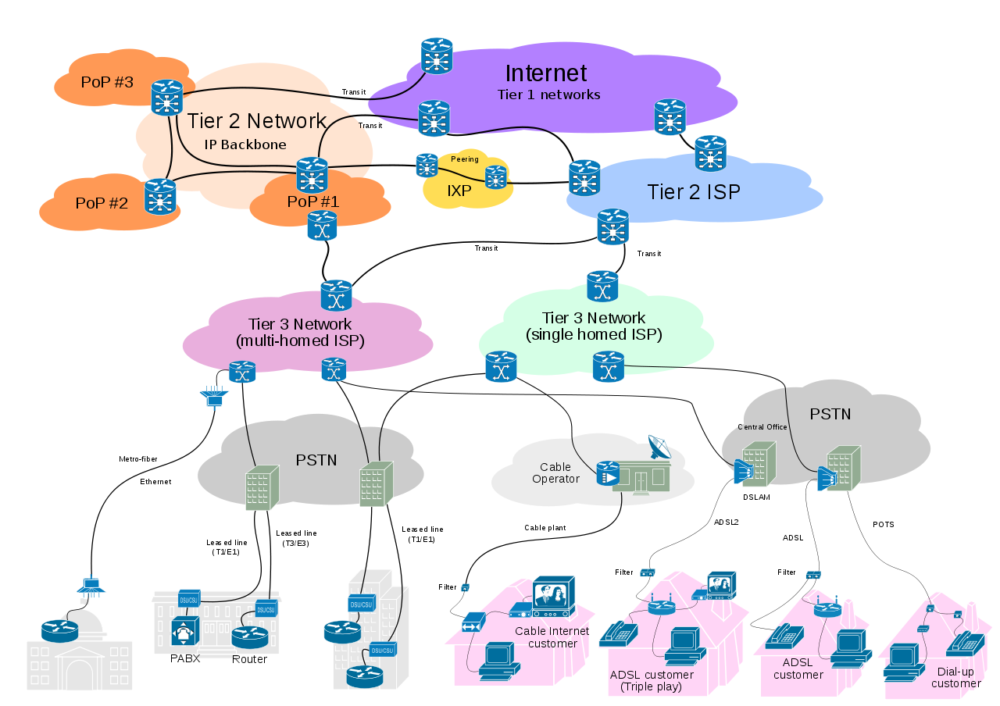 Internet
Tier 1 networks
PoP #3
Transit
Tier 2 Network
IP Backbone
Transit
Peering
IXP
Tier 2 ISP
PoP #2
PoP #1
Transit
Transit
Tier 3 Network
(multi-homed ISP)
Tier 3 Network
(single homed ISP)
PSTN
Central Office
PSTN
Metro-fiber
Ethernet
Cable
Operator
DSLAM
Leased line
(T1/E1)
Leased line
(T3/E3)
Leased line
(T1/E1)
Cable plant
ADSL2
ADSL
POTS
Filter
Filter
Filter
DSU/CSU
DSU/CSU
DSU/CSU
DSU/CSU
PABX
Router
Cable Internet
customer
ADSL customer
(Triple play)
ADSL
customer
Dial-up
customer